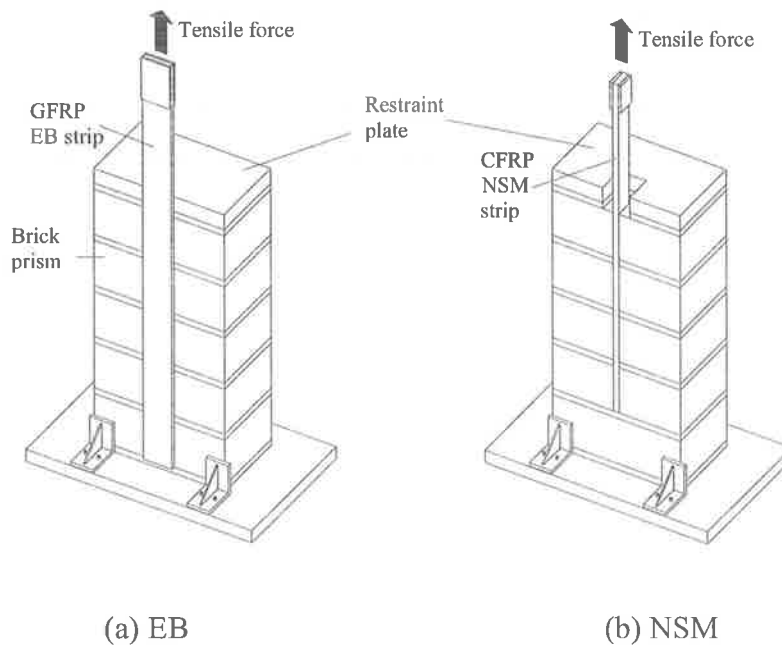 Tensile force
GFRP
EB strip
Brick
prism
Restraint
plate
Tensile force
CFRP
NSM
strip
(a) EB
(b) NSM